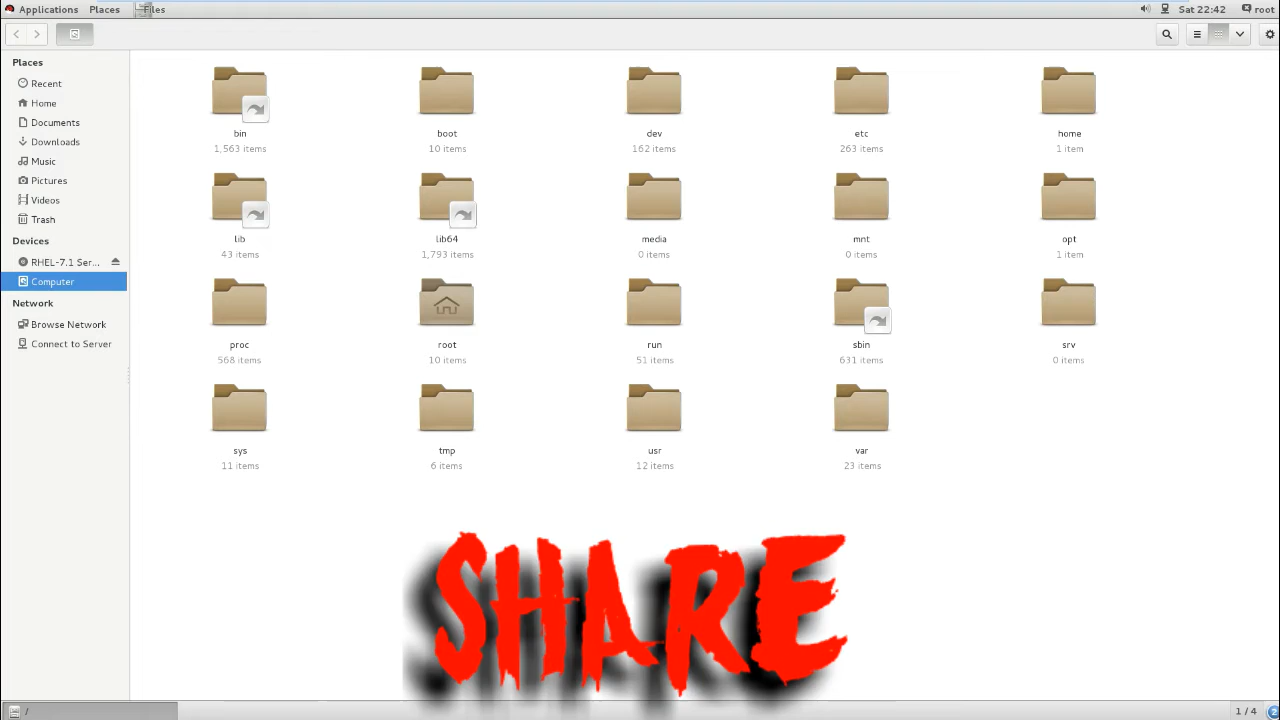 Applications Places Files Sat 22:42 root
Places
Recent
Home
Documents
Downloads
Music
Pictures
Videos
Trash
Devices
RHEL-7.1 Ser...
Computer
Network
Browse Network
Connect to Server
bin boot dev etc home
1,563 items 10 items 162 items 263 items 1 item
lib lib64 media mnt opt
43 items 1,793 items 0 items 0 items 1 item
proc root run sbin srv
568 items 10 items 51 items 631 items 0 items
sys tmp usr var
11 items 6 items 12 items 23 items
SHARE
/ 1 / 4 2